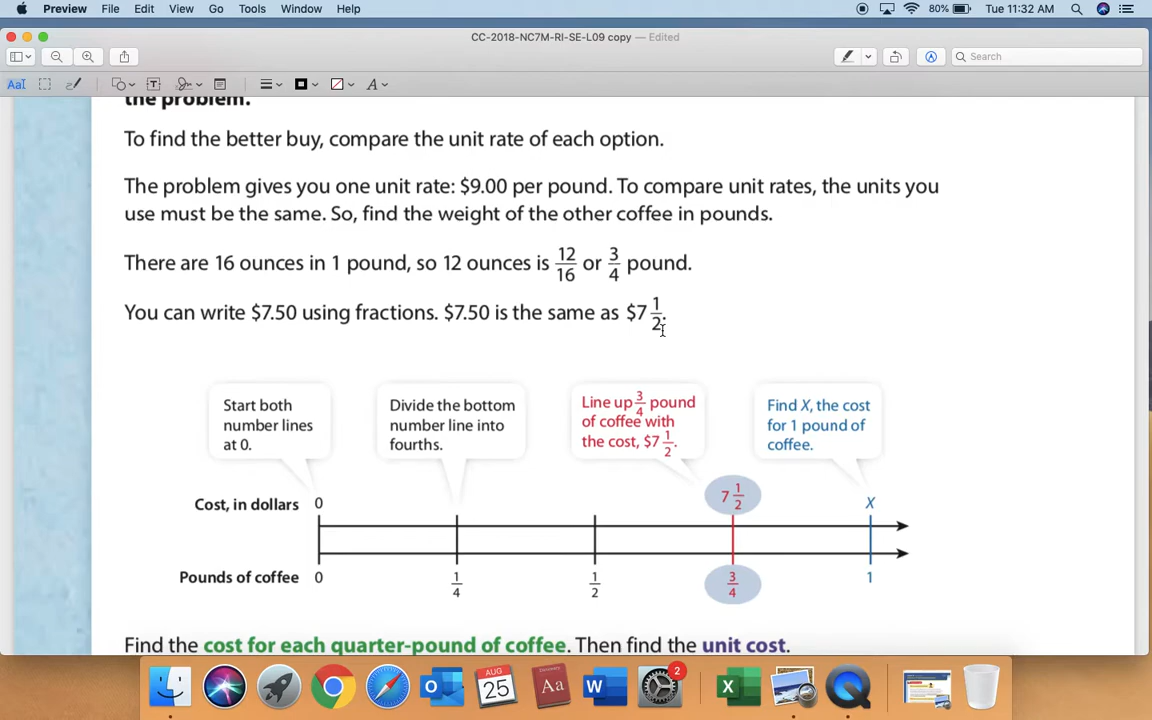 Preview File Edit View Go Tools Window Help 80% Tue 11:32 AM
CC-2018-NC7M-RI-SE-L09 copy — Edited
Search
the problem.
To find the better buy, compare the unit rate of each option.
The problem gives you one unit rate: $9.00 per pound. To compare unit rates, the units you
use must be the same. So, find the weight of the other coffee in pounds.
There are 16 ounces in 1 pound, so 12 ounces is 12/16 or 3/4 pound.
You can write $7.50 using fractions. $7.50 is the same as $7 1/2.
Start both
number lines
at 0.
Divide the bottom
number line into
fourths.
Line up 3/4 pound
of coffee with
the cost, $7 1/2.
Find X, the cost
for 1 pound of
coffee.
Cost, in dollars 0 7 1/2 X
Pounds of coffee 0 1/4 1/2 3/4 1
Find the cost for each quarter-pound of coffee. Then find the unit cost.
AUG
25
Aa
2